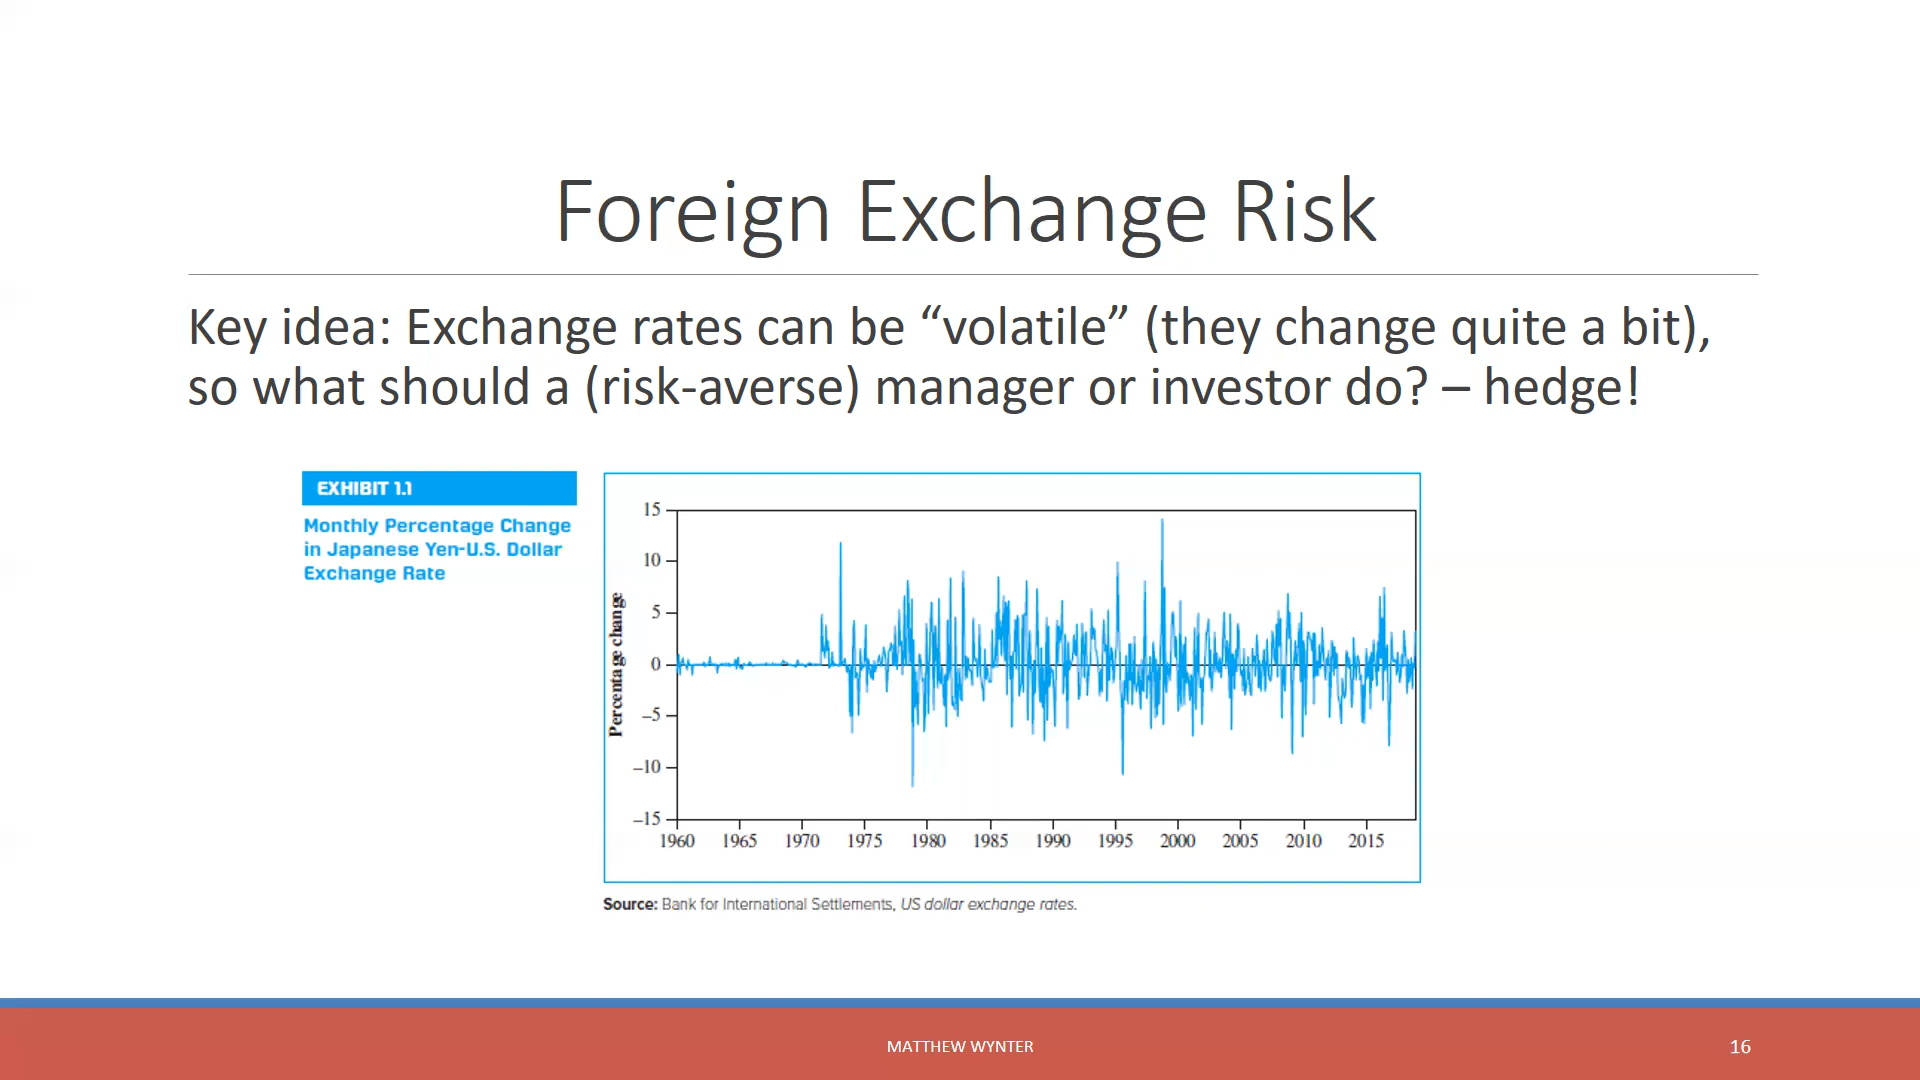 Foreign Exchange Risk
Key idea: Exchange rates can be “volatile” (they change quite a bit),
so what should a (risk-averse) manager or investor do? – hedge!
EXHIBIT 1.1
Monthly Percentage Change
in Japanese Yen-U.S. Dollar
Exchange Rate
Percentage change
15
10
5
0
–5
–10
–15
1960 1965 1970 1975 1980 1985 1990 1995 2000 2005 2010 2015
Source: Bank for International Settlements, US dollar exchange rates.
MATTHEW WYNTER
16